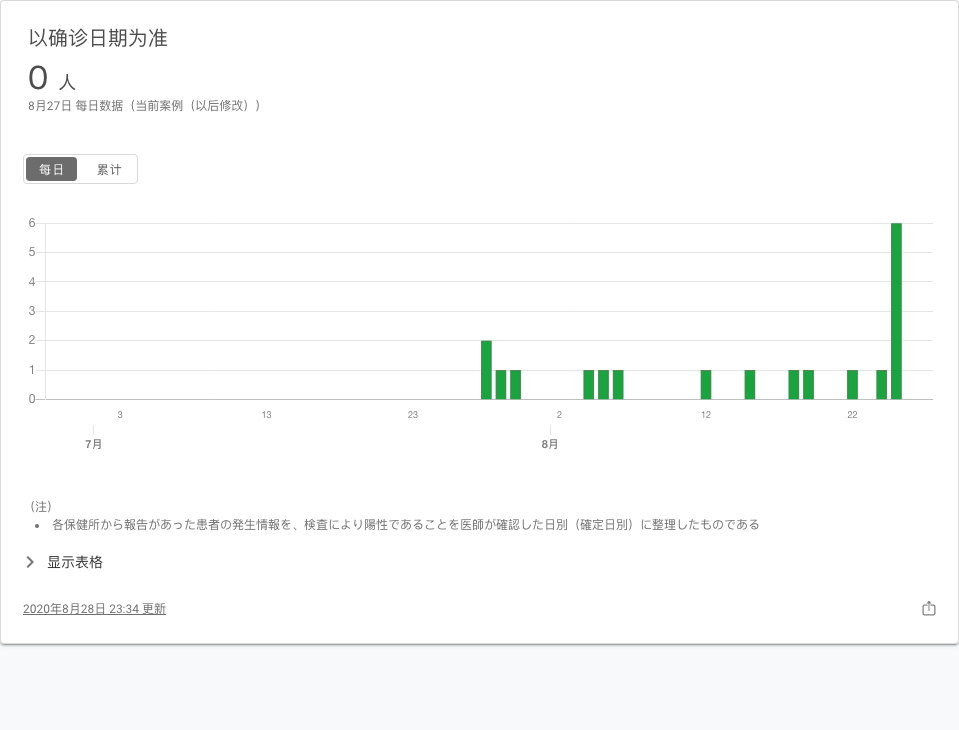 以确诊日期为准
0 人
8月27日 每日数据（当前案例（以后修改））
每日 累计
6
5
4
3
2
1
0
3 13 23 2 12 22
7月 8月
（注）
• 各保健所から報告があった患者の発生情報を、検査により陽性であることを医師が確認した日別（確定日別）に整理したものである
显示表格
2020年8月28日 23:34 更新